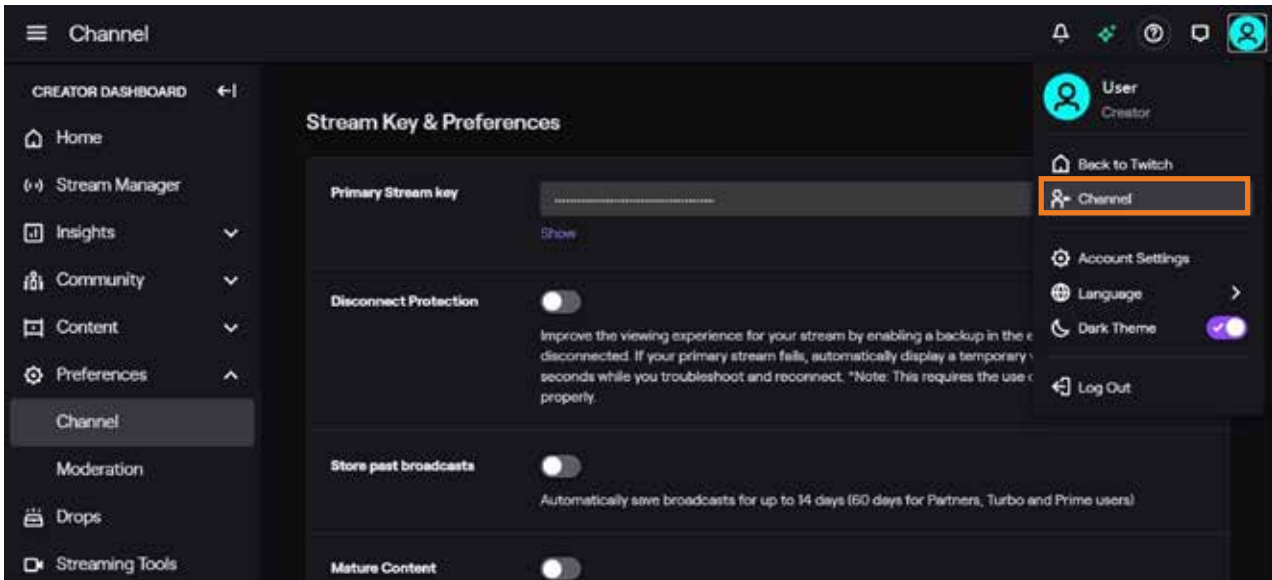 Channel
CREATOR DASHBOARD
Home
Stream Manager
Insights
Community
Content
Preferences
Channel
Moderation
Drops
Streaming Tools
Stream Key & Preferences
Primary Stream key
Show
Disconnect Protection
Improve the viewing experience for your stream by enabling a backup in the e
disconnected. If your primary stream fails, automatically display a temporary
seconds while you troubleshoot and reconnect. *Note: This requires the use
properly.
Store past broadcasts
Automatically save broadcasts for up to 14 days (60 days for Partners, Turbo and Prime users)
Mature Content
User
Creator
Back to Twitch
Channel
Account Settings
Language
Dark Theme
Log Out